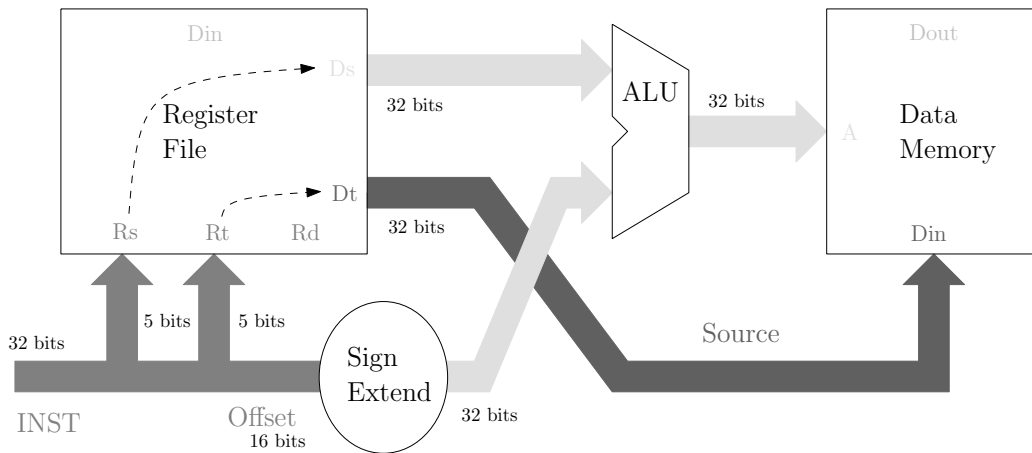 Din
Dout
Ds
ALU
32 bits
32 bits
Register
File
A
Data
Memory
Dt
Rs
Rt
Rd
32 bits
Din
5 bits
5 bits
Source
32 bits
Sign
Extend
INST
Offset
16 bits
32 bits